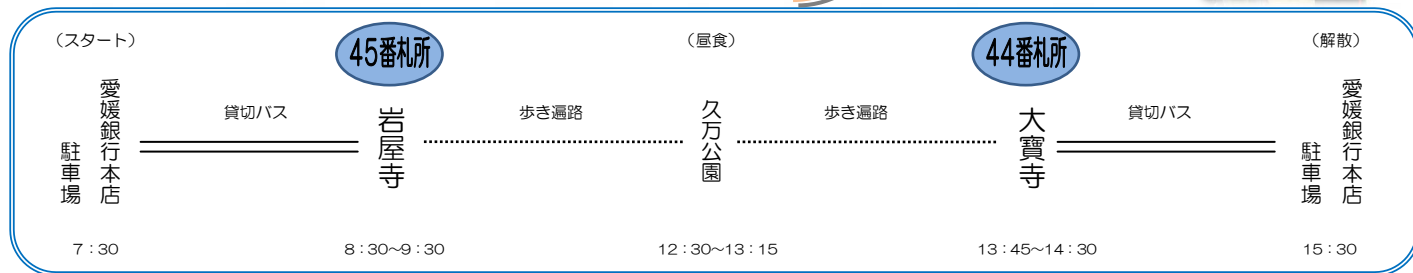 （スタート）
45番札所
（昼食）
44番札所
（解散）
愛媛銀行本店
駐車場
貸切バス
岩屋寺
歩き遍路
久万公園
歩き遍路
大寶寺
貸切バス
愛媛銀行本店
駐車場
7：30
8：30～9：30
12：30～13：15
13：45～14：30
15：30